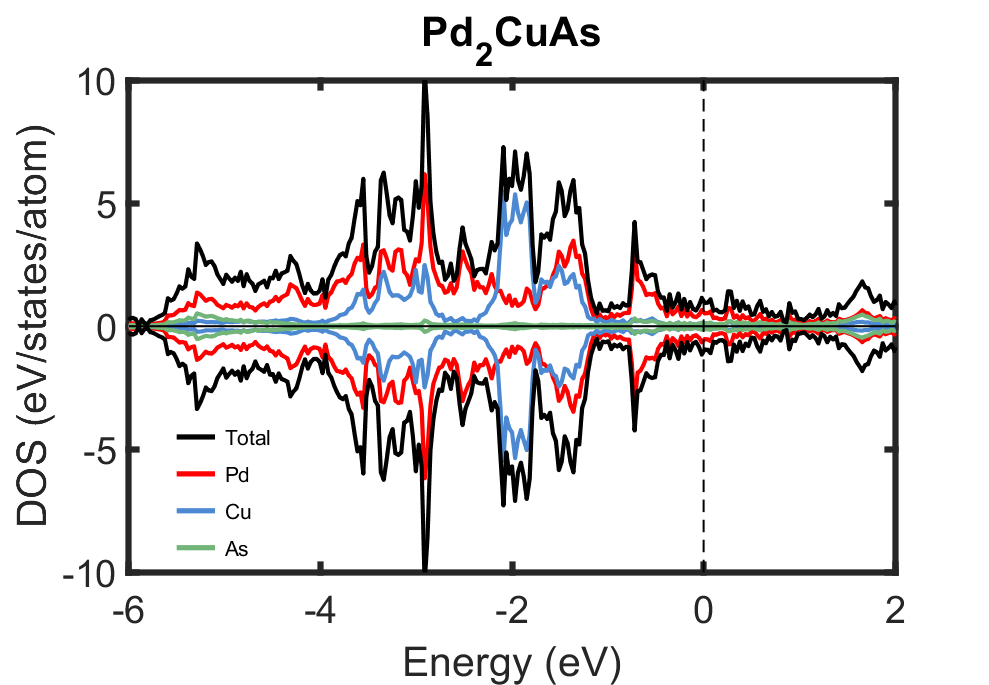 Pd₂CuAs
DOS (eV/states/atom)
10
5
0
-5
-10
Total
Pd
Cu
As
-6 -4 -2 0 2
Energy (eV)